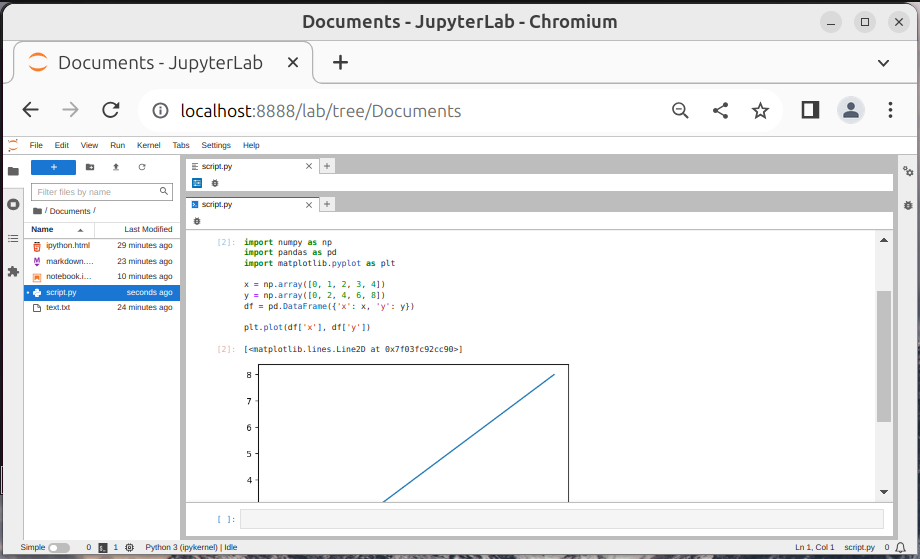 Documents - JupyterLab - Chromium
Documents - JupyterLab
localhost:8888/lab/tree/Documents
File Edit View Run Kernel Tabs Settings Help
Filter files by name
/ Documents /
Name Last Modified
ipython.html 29 minutes ago
markdown.... 23 minutes ago
notebook.i... 10 minutes ago
script.py seconds ago
text.txt 24 minutes ago
script.py
script.py
[2]: import numpy as np
import pandas as pd
import matplotlib.pyplot as plt
x = np.array([0, 1, 2, 3, 4])
y = np.array([0, 2, 4, 6, 8])
df = pd.DataFrame({'x': x, 'y': y})
plt.plot(df['x'], df['y'])
[2]: [<matplotlib.lines.Line2D at 0x7f03fc92cc90>]
8
7
6
5
4
[ ]:
Simple 0 1 Python 3 (ipykernel) | Idle Ln 1, Col 1 script.py 0